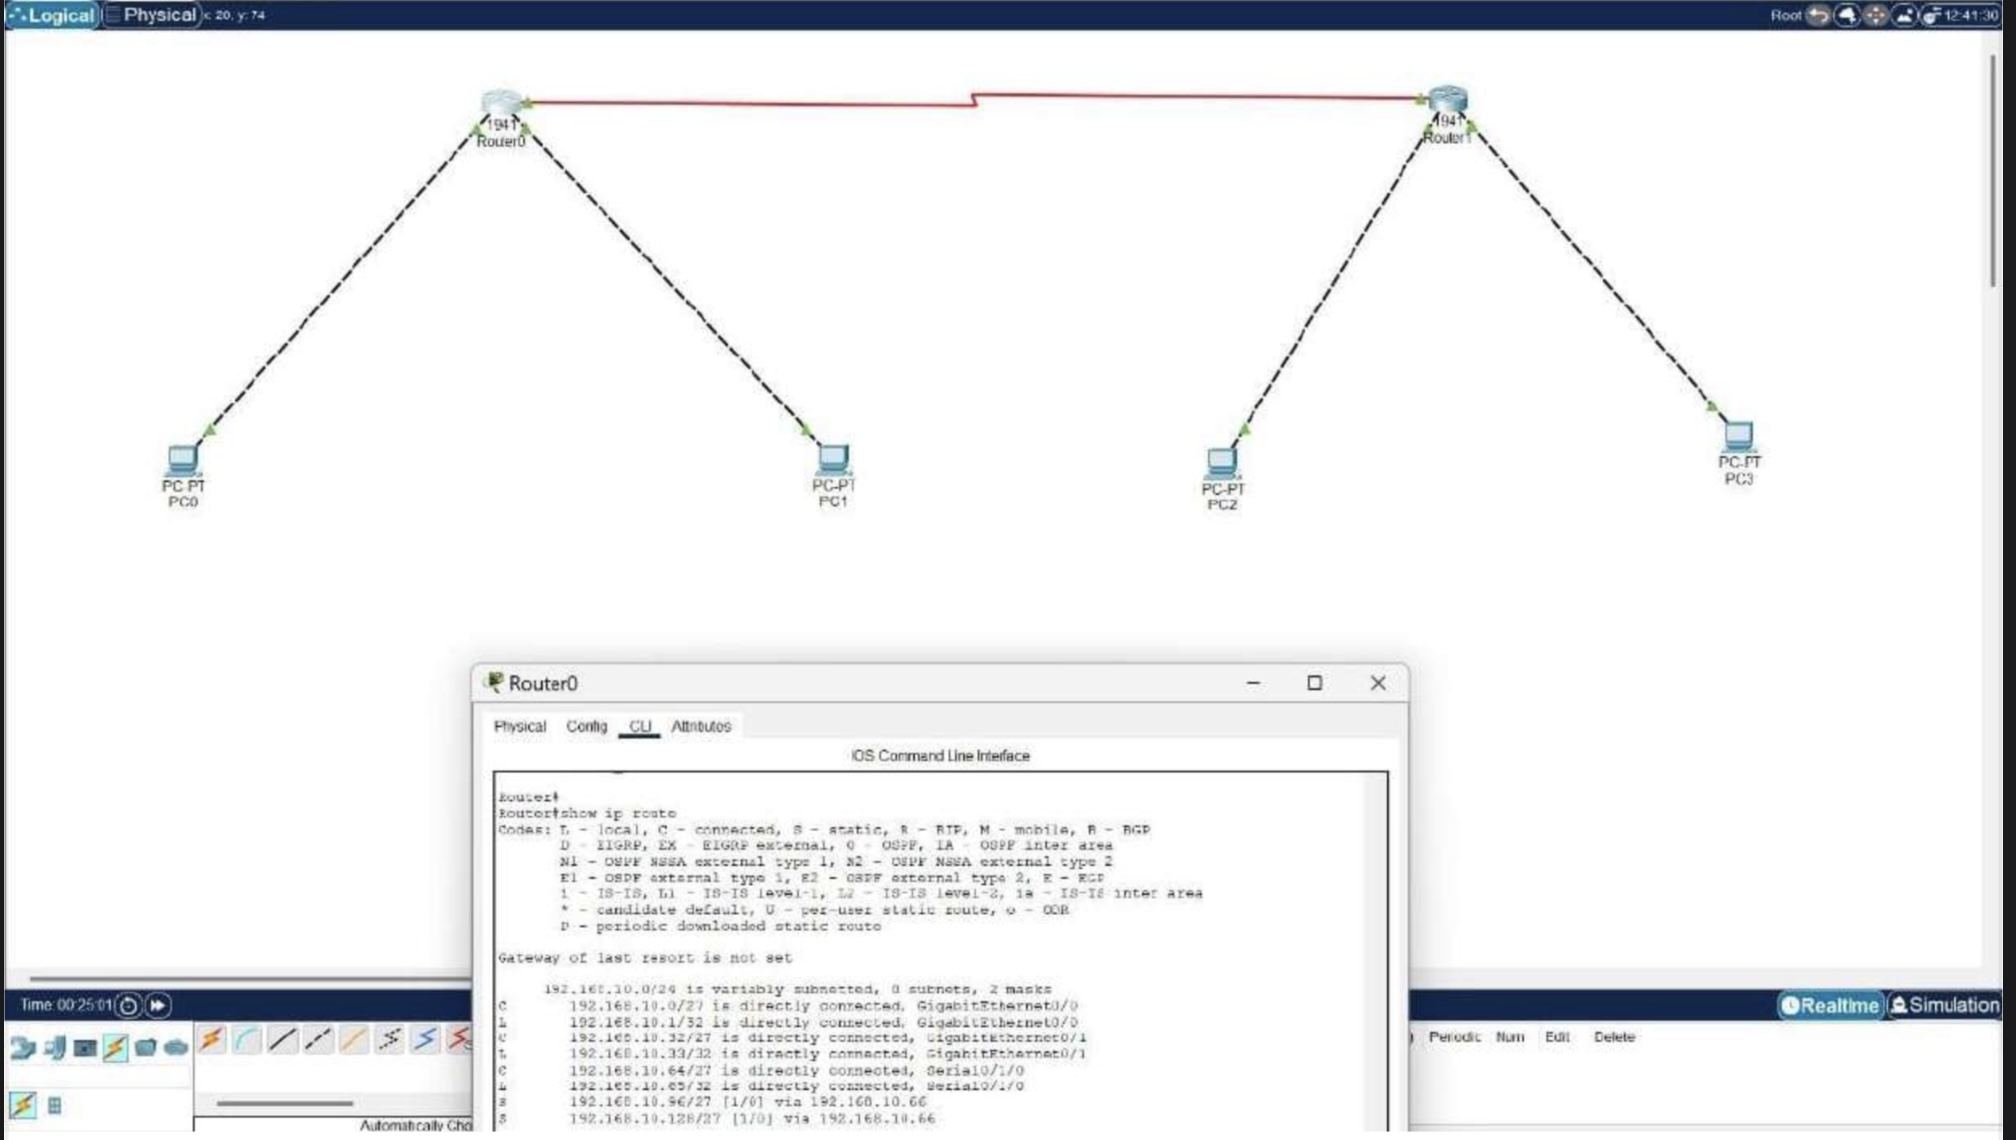 Logical Physical x: 20, y: 74 Root 12:41:30
1941
Router0
1941
Router1
PC-PT
PC0
PC-PT
PC1
PC-PT
PC2
PC-PT
PC3
Router0
Physical Config CLI Attributes
IOS Command Line Interface
Router#
Router#show ip route
Codes: L - local, C - connected, S - static, R - RIP, M - mobile, B - BGP
D - EIGRP, EX - EIGRP external, O - OSPF, IA - OSPF inter area
N1 - OSPF NSSA external type 1, N2 - OSPF NSSA external type 2
E1 - OSPF external type 1, E2 - OSPF external type 2, E - EGP
i - IS-IS, L1 - IS-IS level-1, L2 - IS-IS level-2, ia - IS-IS inter area
* - candidate default, U - per-user static route, o - ODR
P - periodic downloaded static route
Gateway of last resort is not set
192.168.10.0/24 is variably subnetted, 8 subnets, 2 masks
C 192.168.10.0/27 is directly connected, GigabitEthernet0/0
L 192.168.10.1/32 is directly connected, GigabitEthernet0/0
C 192.168.10.32/27 is directly connected, GigabitEthernet0/1
L 192.168.10.33/32 is directly connected, GigabitEthernet0/1
C 192.168.10.64/27 is directly connected, Serial0/1/0
L 192.168.10.65/32 is directly connected, Serial0/1/0
S 192.168.10.96/27 [1/0] via 192.168.10.66
S 192.168.10.128/27 [1/0] via 192.168.10.66
Time: 00:25:01
Realtime Simulation
Periodic Num Edit Delete
Automatically Cho